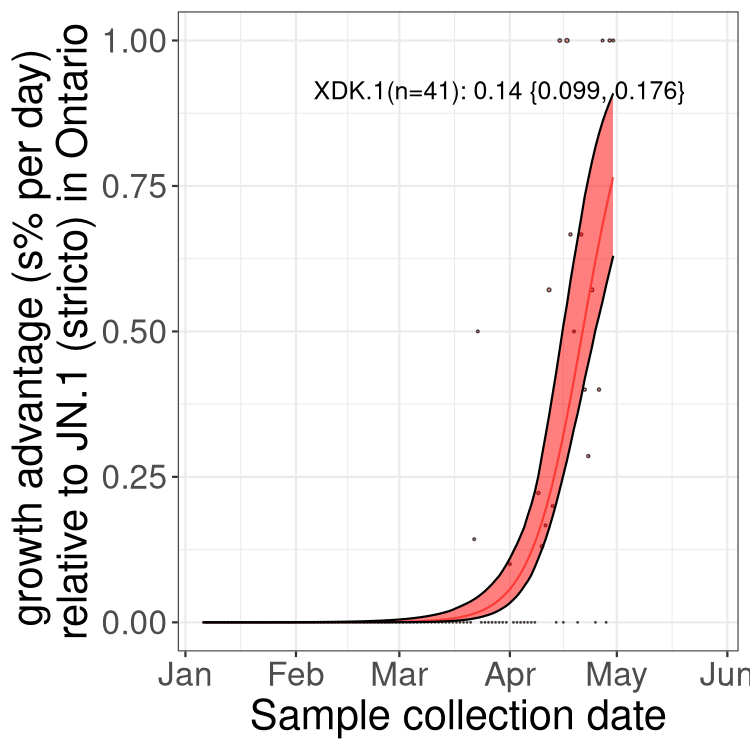 growth advantage (s% per day)
relative to JN.1 (stricto) in Ontario
1.00
0.75
0.50
0.25
0.00
XDK.1(n=41): 0.14 {0.099, 0.176}
Jan Feb Mar Apr May Jun
Sample collection date